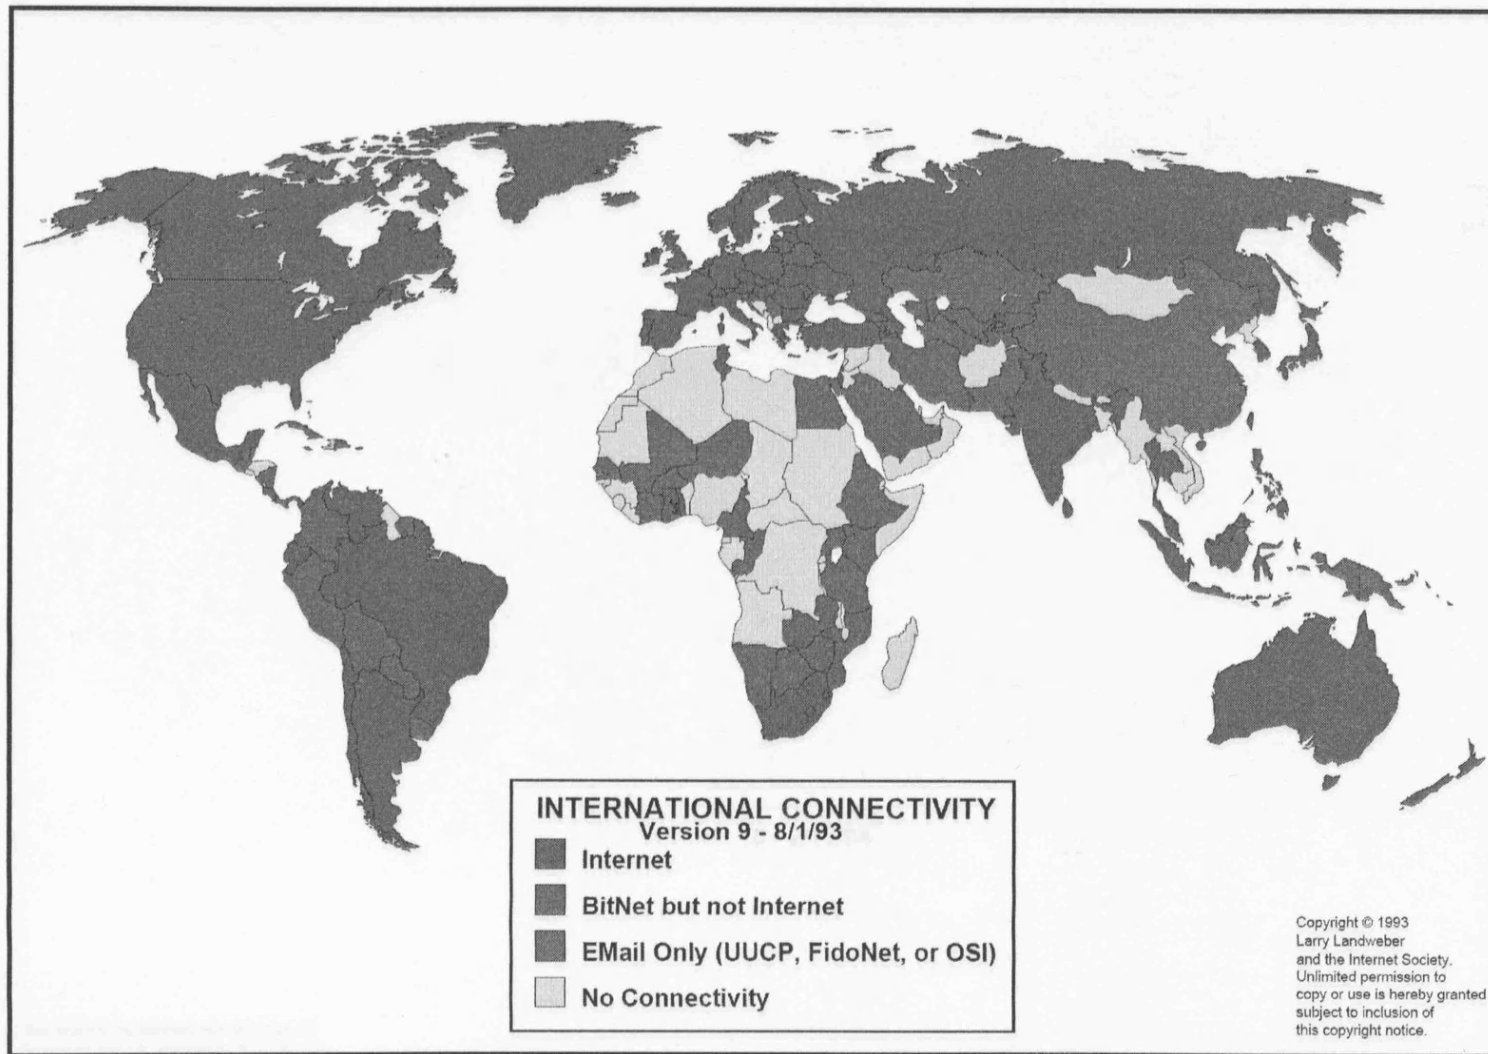 INTERNATIONAL CONNECTIVITY
Version 9 - 8/1/93
Internet
BitNet but not Internet
EMail Only (UUCP, FidoNet, or OSI)
No Connectivity
Copyright © 1993
Larry Landweber
and the Internet Society.
Unlimited permission to
copy or use is hereby granted
subject to inclusion of
this copyright notice.